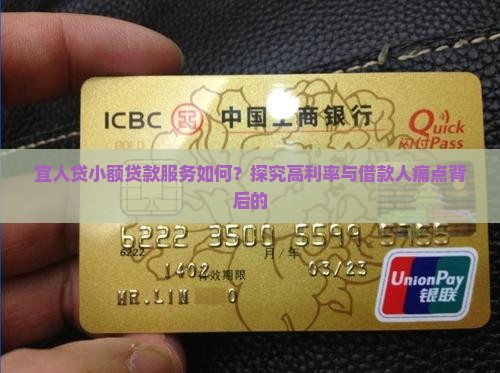 ICBC 中国工商银行
Quick Pass
GOLD
宜人贷小额贷款服务如何?探究高利率与借款人痛点背
后的
6222 3500 5599
6222
月/年
1402 有效期限 03/23
MR.LIN 0
UnionPay
银联